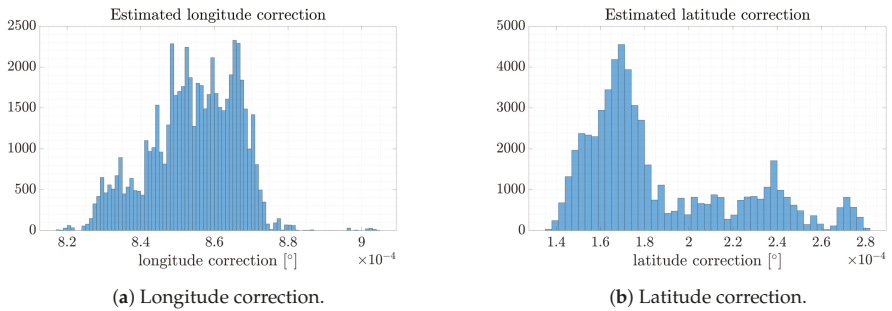 Estimated longitude correction
2500
2000
1500
1000
500
0
8.2 8.4 8.6 8.8 9
longitude correction [°] ×10⁻⁴
(a) Longitude correction.
Estimated latitude correction
5000
4000
3000
2000
1000
0
1.4 1.6 1.8 2 2.2 2.4 2.6 2.8
latitude correction [°] ×10⁻⁴
(b) Latitude correction.